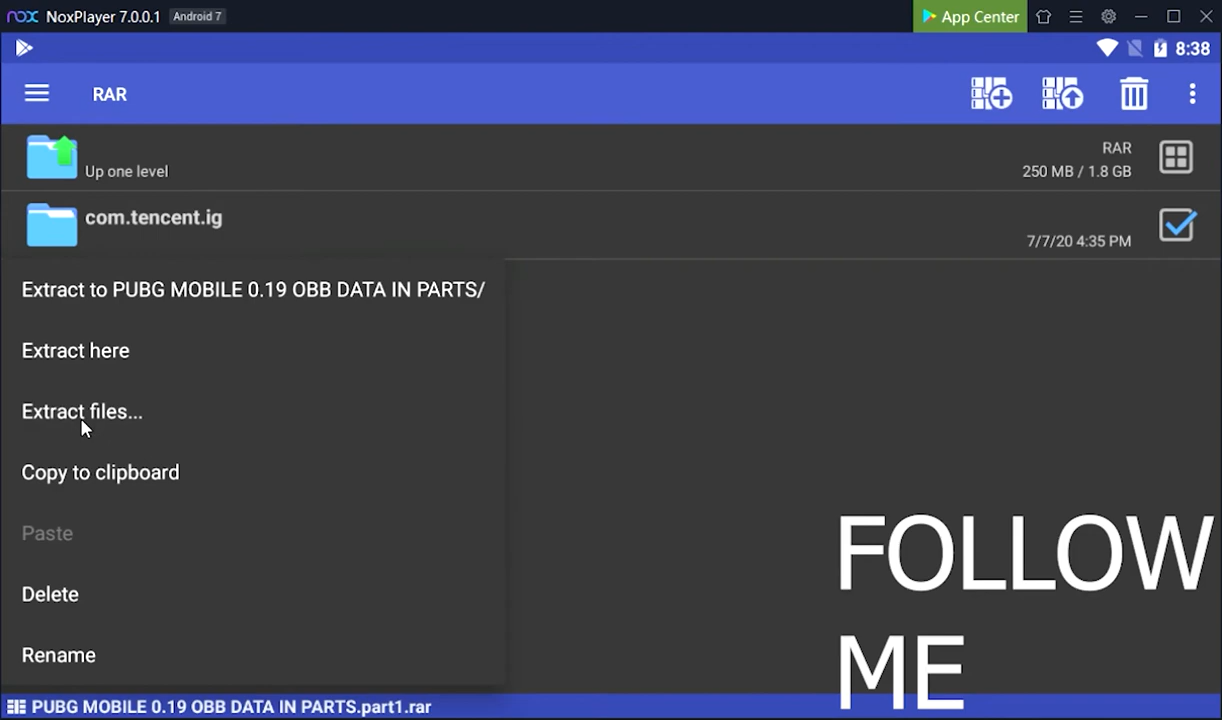 nox NoxPlayer 7.0.0.1 Android 7
App Center
8:38
RAR
Up one level
RAR
250 MB / 1.8 GB
com.tencent.ig
7/7/20 4:35 PM
Extract to PUBG MOBILE 0.19 OBB DATA IN PARTS/
Extract here
Extract files...
Copy to clipboard
Paste
Delete
Rename
FOLLOW
ME
PUBG MOBILE 0.19 OBB DATA IN PARTS.part1.rar